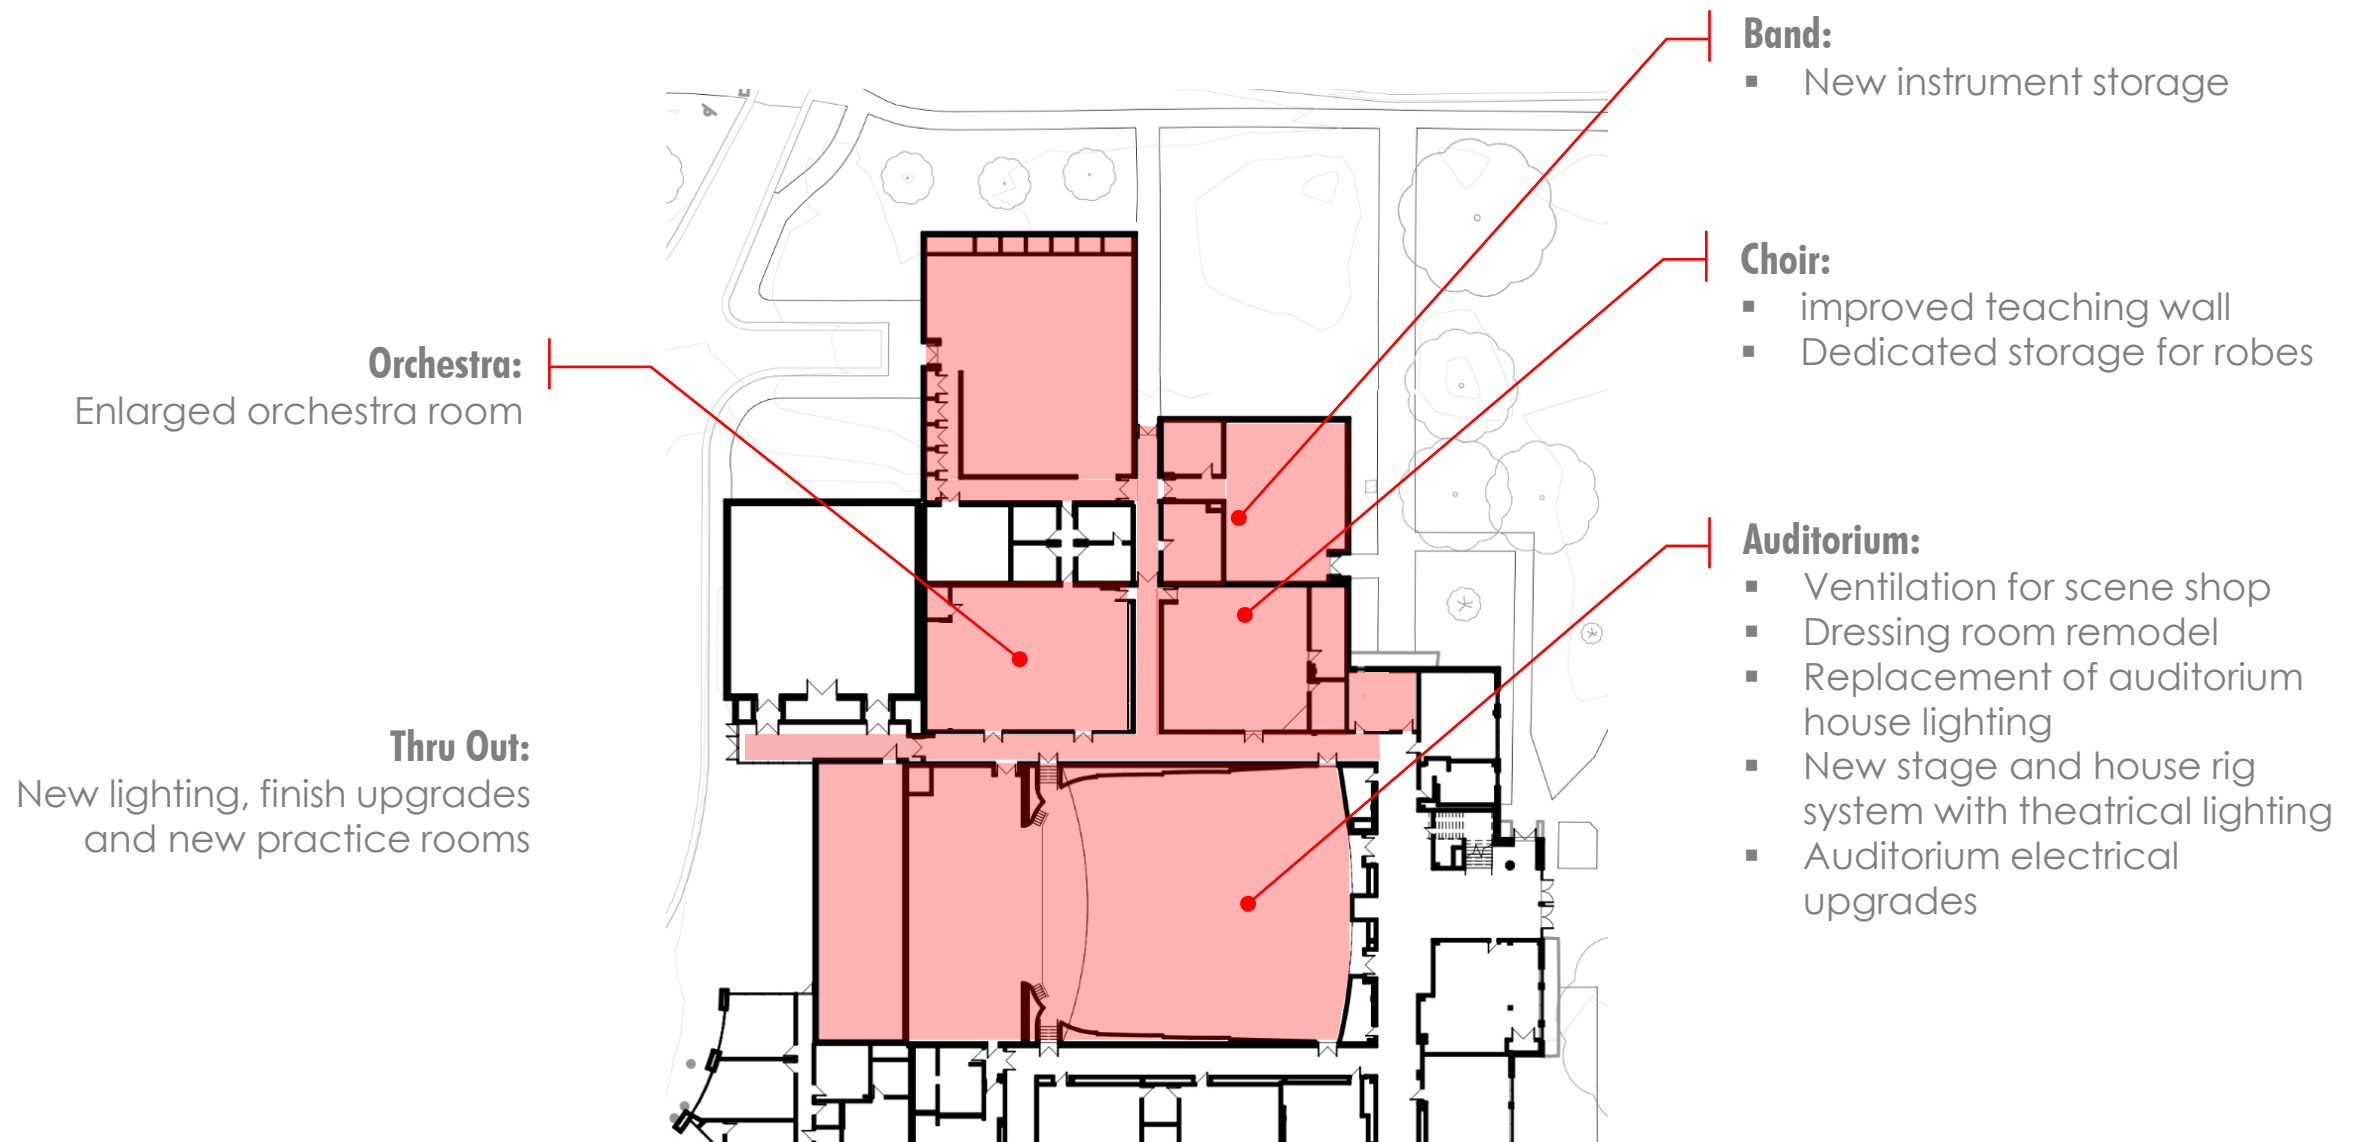 Band:
▪ New instrument storage
Choir:
▪ improved teaching wall
▪ Dedicated storage for robes
Orchestra:
Enlarged orchestra room
Auditorium:
▪ Ventilation for scene shop
▪ Dressing room remodel
▪ Replacement of auditorium
house lighting
▪ New stage and house rig
system with theatrical lighting
▪ Auditorium electrical
upgrades
Thru Out:
New lighting, finish upgrades
and new practice rooms